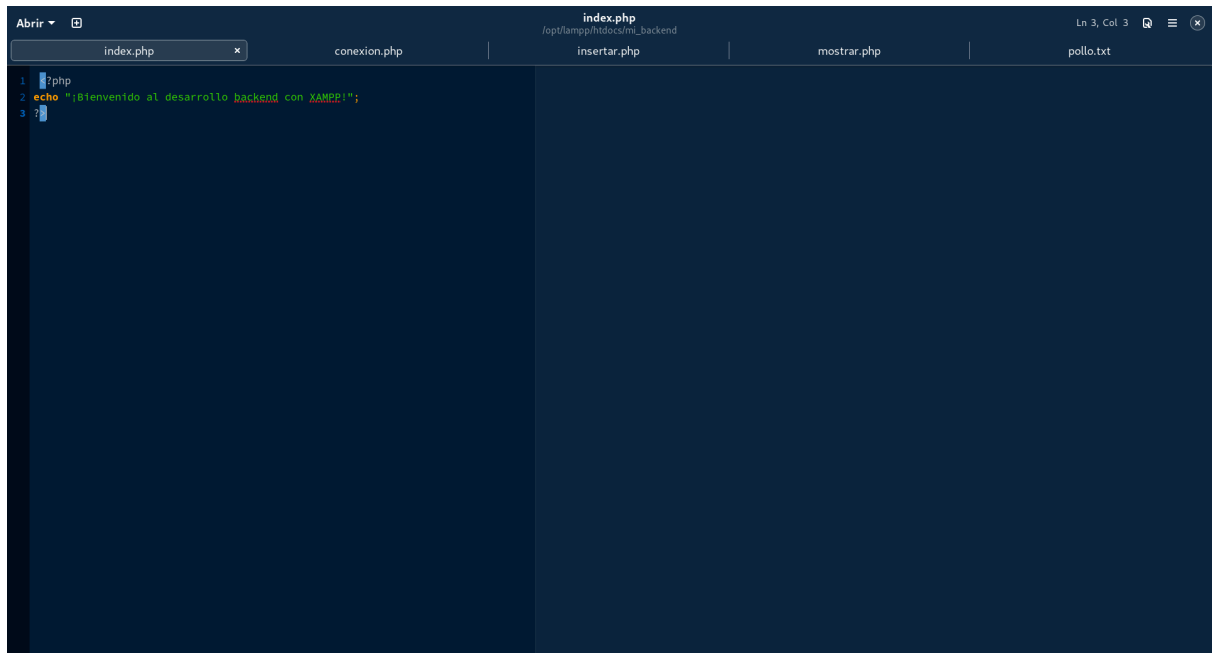 Abrir
index.php
/opt/lampp/htdocs/mi_backend
Ln 3, Col 3
index.php × conexion.php insertar.php mostrar.php pollo.txt
1 <?php
2 echo "¡Bienvenido al desarrollo backend con XAMPP!";
3 ?>